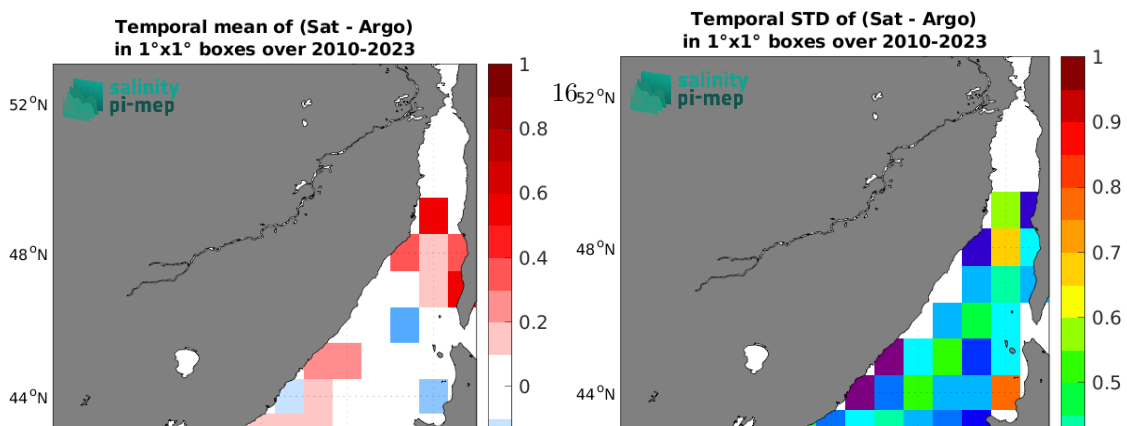 Temporal mean of (Sat - Argo)
in 1°x1° boxes over 2010-2023
salinity
pi-mep
52°N
48°N
44°N
1
0.8
0.6
0.4
0.2
0
16
Temporal STD of (Sat - Argo)
in 1°x1° boxes over 2010-2023
salinity
pi-mep
52°N
48°N
44°N
1
0.9
0.8
0.7
0.6
0.5